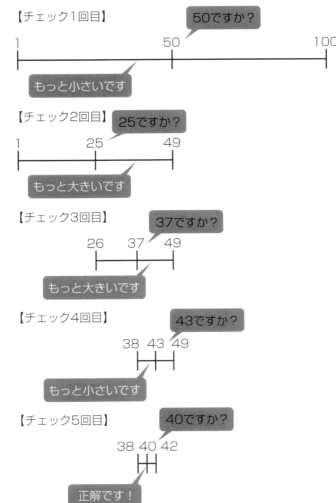 【チェック1回目】
50ですか？
1 50 100
もっと小さいです
【チェック2回目】
25ですか？
1 25 49
もっと大きいです
【チェック3回目】
37ですか？
26 37 49
もっと大きいです
【チェック4回目】
43ですか？
38 43 49
もっと小さいです
【チェック5回目】
40ですか？
38 40 42
正解です！